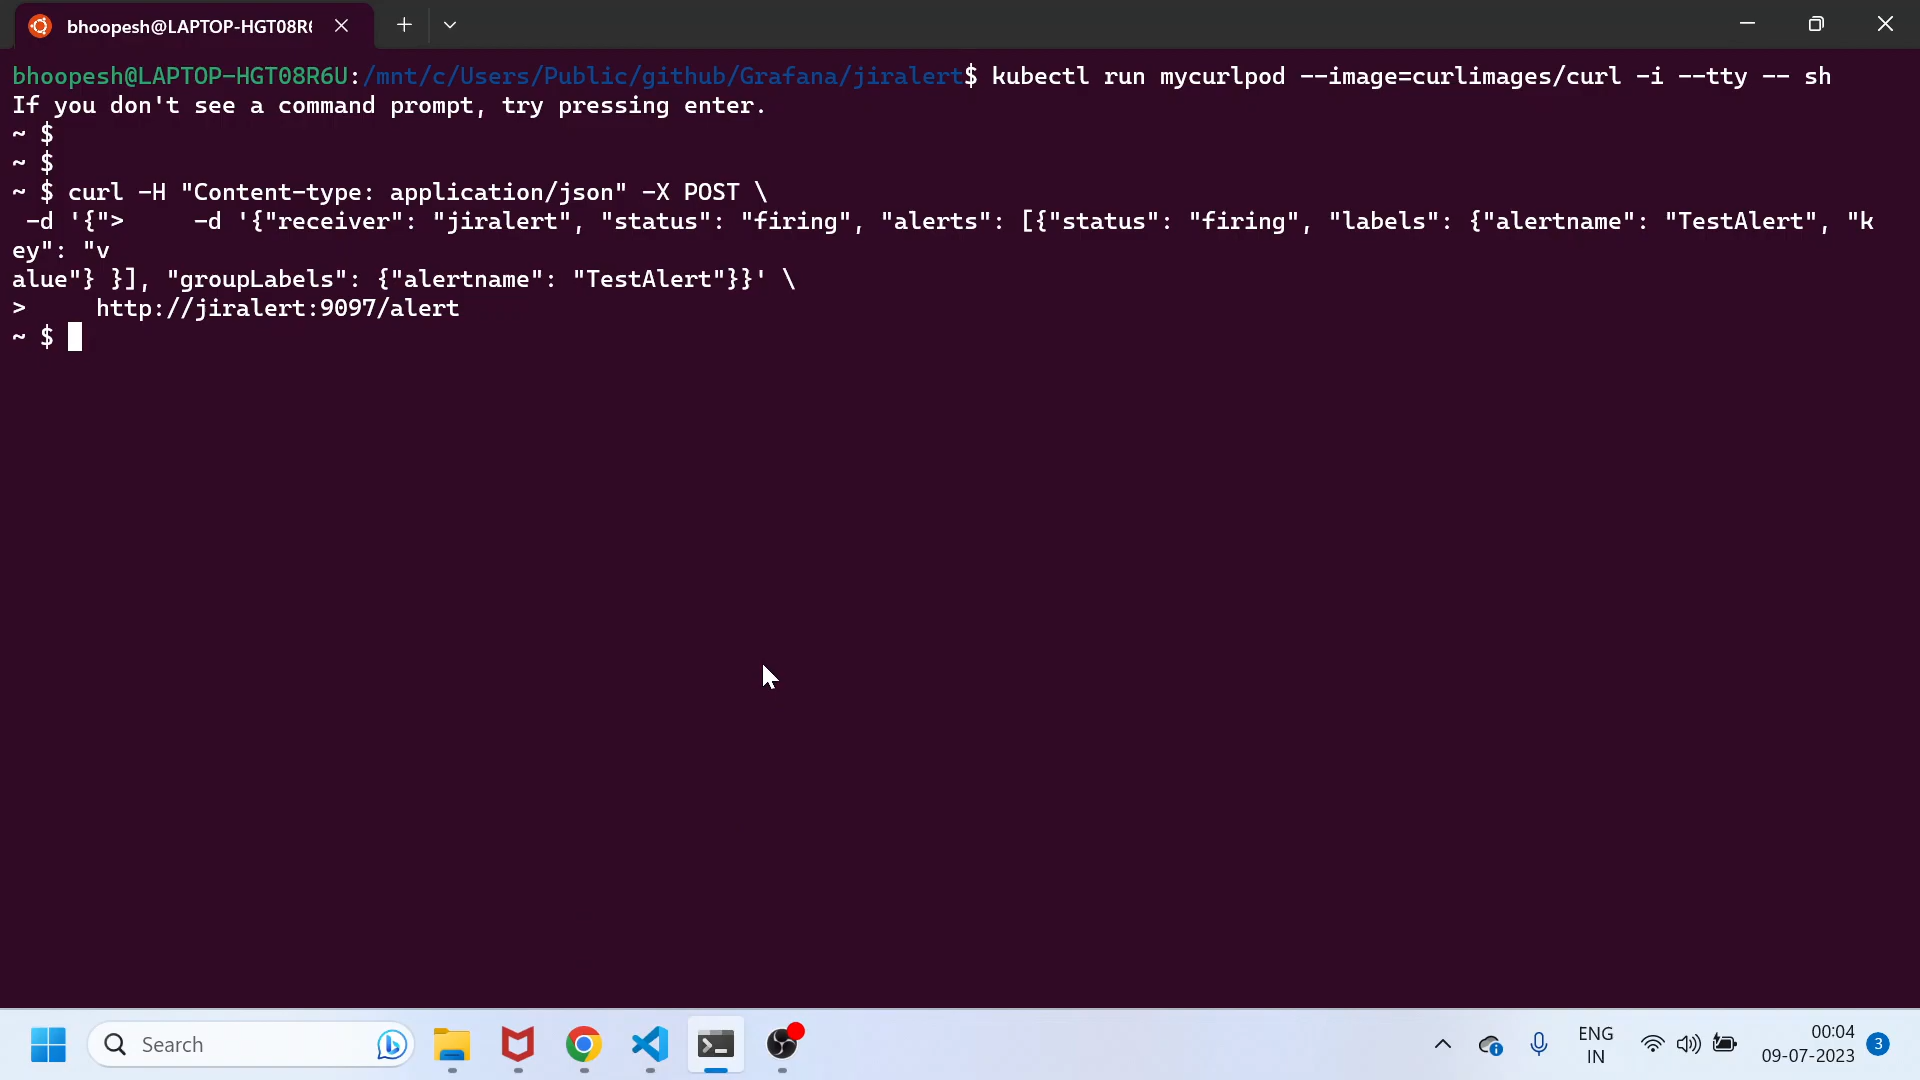 bhoopesh@LAPTOP-HGT08R6
bhoopesh@LAPTOP-HGT08R6U:/mnt/c/Users/Public/github/Grafana/jiralert$ kubectl run mycurlpod --image=curlimages/curl -i --tty -- sh
If you don't see a command prompt, try pressing enter.
~ $
~ $
~ $ curl -H "Content-type: application/json" -X POST \
 -d '{">     -d '{"receiver": "jiralert", "status": "firing", "alerts": [{"status": "firing", "labels": {"alertname": "TestAlert", "k
ey": "v
alue"} }], "groupLabels": {"alertname": "TestAlert"}}' \
>     http://jiralert:9097/alert
~ $
Search
ENG
IN
00:04
09-07-2023
3